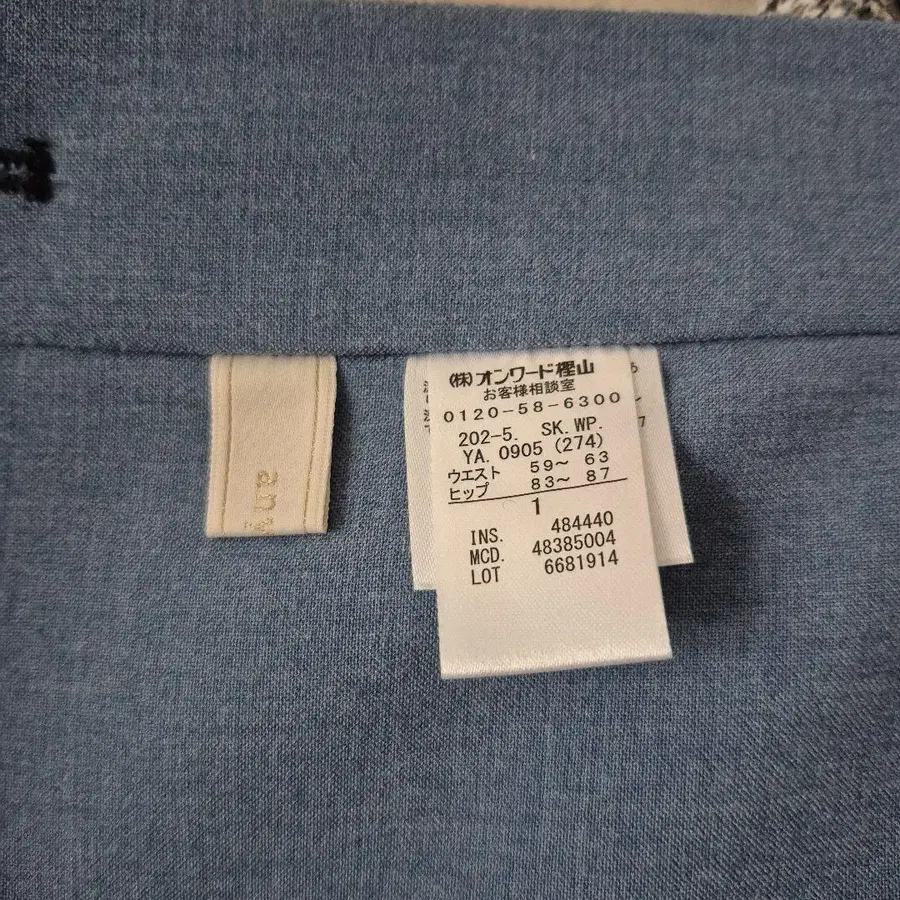 any
(株)オンワード樫山
お客様相談室
0120-58-6300
202-5. SK.WP.
YA. 0905 (274)
ウエスト 59〜 63
ヒップ 83〜 87
1
INS. 484440
MCD. 48385004
LOT 6681914